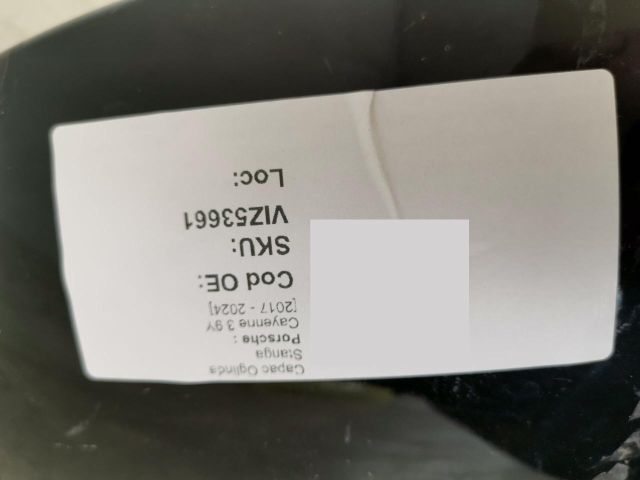 Capac Oglinda
Stanga
Porsche :
Cayenne 3 9Y
[2017 - 2024]
Cod OE:
SKU:
VIZ53661
Loc: